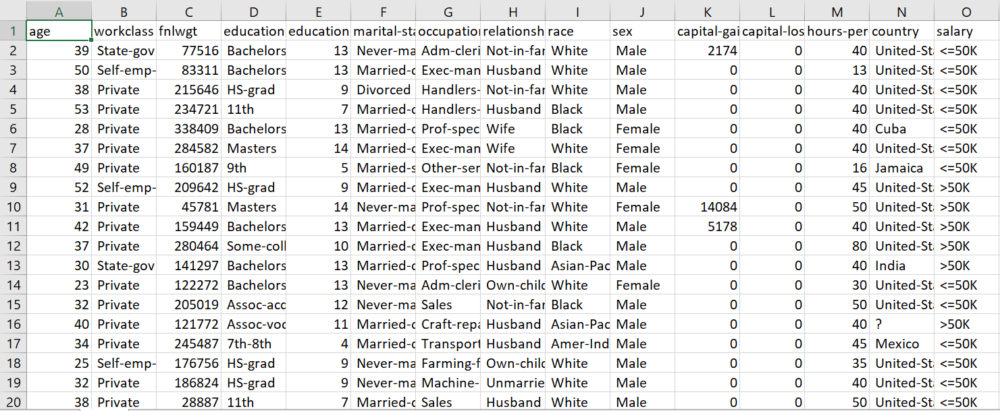 A B C D E F G H I J K L M N O
1 age workclass fnlwgt education education marital-sta occupation relationsh race sex capital-gai capital-los hours-per country salary
2 39 State-gov 77516 Bachelors 13 Never-ma Adm-cleri Not-in-far White Male 2174 0 40 United-Sta <=50K
3 50 Self-emp- 83311 Bachelors 13 Married-c Exec-man Husband White Male 0 0 13 United-Sta <=50K
4 38 Private 215646 HS-grad 9 Divorced Handlers- Not-in-far White Male 0 0 40 United-Sta <=50K
5 53 Private 234721 11th 7 Married-c Handlers- Husband Black Male 0 0 40 United-Sta <=50K
6 28 Private 338409 Bachelors 13 Married-c Prof-spec Wife Black Female 0 0 40 Cuba <=50K
7 37 Private 284582 Masters 14 Married-c Exec-man Wife White Female 0 0 40 United-Sta <=50K
8 49 Private 160187 9th 5 Married-s Other-ser Not-in-far Black Female 0 0 16 Jamaica <=50K
9 52 Self-emp- 209642 HS-grad 9 Married-c Exec-man Husband White Male 0 0 45 United-Sta >50K
10 31 Private 45781 Masters 14 Never-ma Prof-spec Not-in-far White Female 14084 0 50 United-Sta >50K
11 42 Private 159449 Bachelors 13 Married-c Exec-man Husband White Male 5178 0 40 United-Sta >50K
12 37 Private 280464 Some-coll 10 Married-c Exec-man Husband Black Male 0 0 80 United-Sta >50K
13 30 State-gov 141297 Bachelors 13 Married-c Prof-spec Husband Asian-Pac Male 0 0 40 India >50K
14 23 Private 122272 Bachelors 13 Never-ma Adm-cleri Own-child White Female 0 0 30 United-Sta <=50K
15 32 Private 205019 Assoc-acd 12 Never-ma Sales Not-in-far Black Male 0 0 50 United-Sta <=50K
16 40 Private 121772 Assoc-voc 11 Married-c Craft-repa Husband Asian-Pac Male 0 0 40 ? >50K
17 34 Private 245487 7th-8th 4 Married-c Transport Husband Amer-Ind Male 0 0 45 Mexico <=50K
18 25 Self-emp- 176756 HS-grad 9 Never-ma Farming-f Own-child White Male 0 0 35 United-Sta <=50K
19 32 Private 186824 HS-grad 9 Never-ma Machine- Unmarrie White Male 0 0 40 United-Sta <=50K
20 38 Private 28887 11th 7 Married-c Sales Husband White Male 0 0 50 United-Sta <=50K